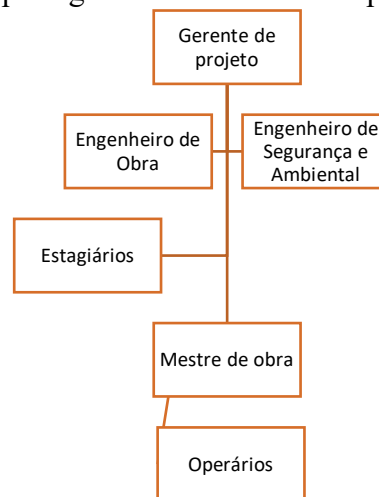 Gerente de
projeto
Engenheiro de
Obra
Engenheiro de
Segurança e
Ambiental
Estagiários
Mestre de obra
Operários